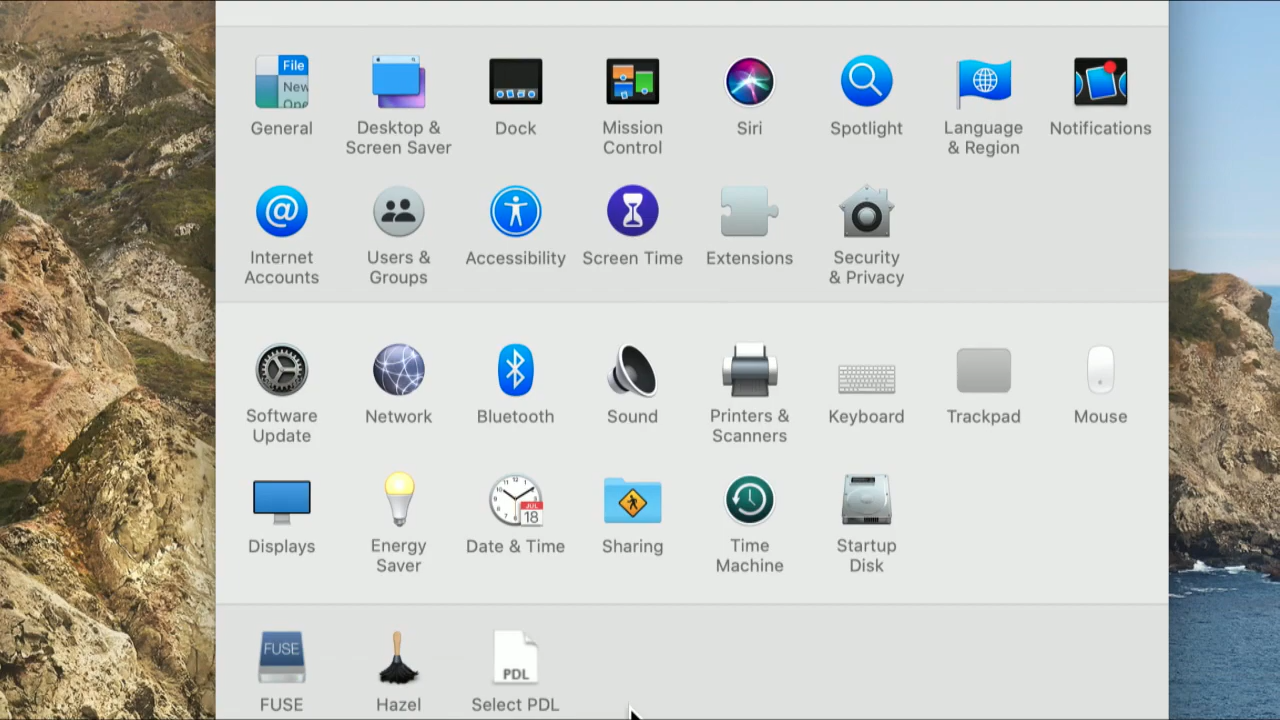 File
New
Ope
General
Desktop &
Screen Saver
Dock
Mission
Control
Siri
Spotlight
Language
& Region
Notifications
@
Internet
Accounts
Users &
Groups
Accessibility
Screen Time
Extensions
Security
& Privacy
Software
Update
Network
Bluetooth
Sound
Printers &
Scanners
Keyboard
Trackpad
Mouse
Displays
Energy
Saver
JUL
18
Date & Time
Sharing
Time
Machine
Startup
Disk
FUSE
FUSE
Hazel
PDL
Select PDL